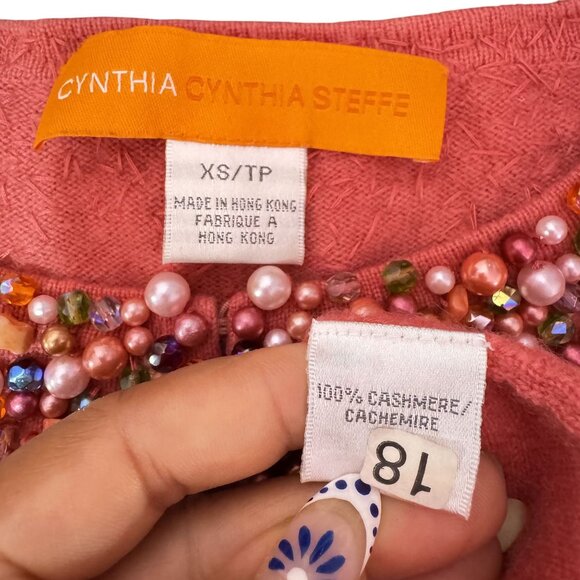 CYNTHIA CYNTHIA STEFFE
XS/TP
MADE IN HONG KONG
FABRIQUE A
HONG KONG
100% CASHMERE/
CACHEMIRE
18